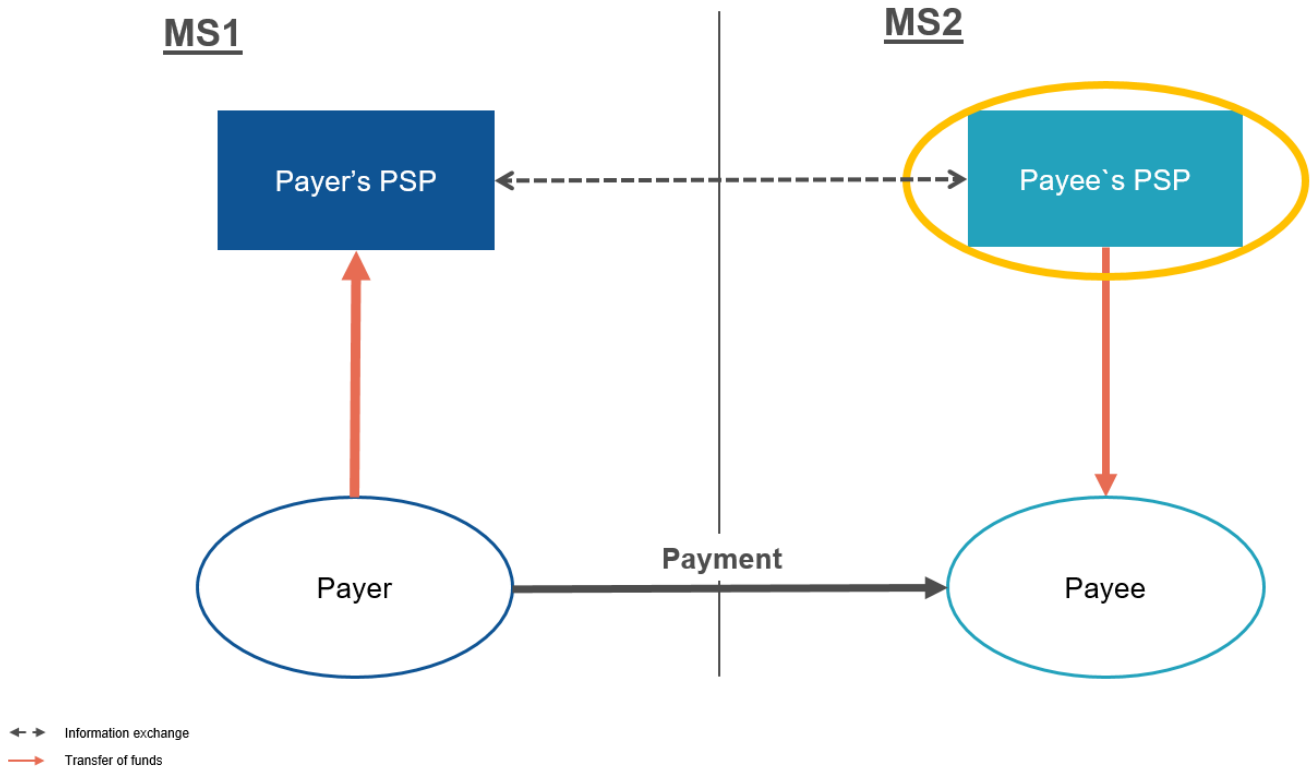 MS1
MS2
Payer’s PSP
Payee`s PSP
Payment
Payer
Payee
Information exchange
Transfer of funds